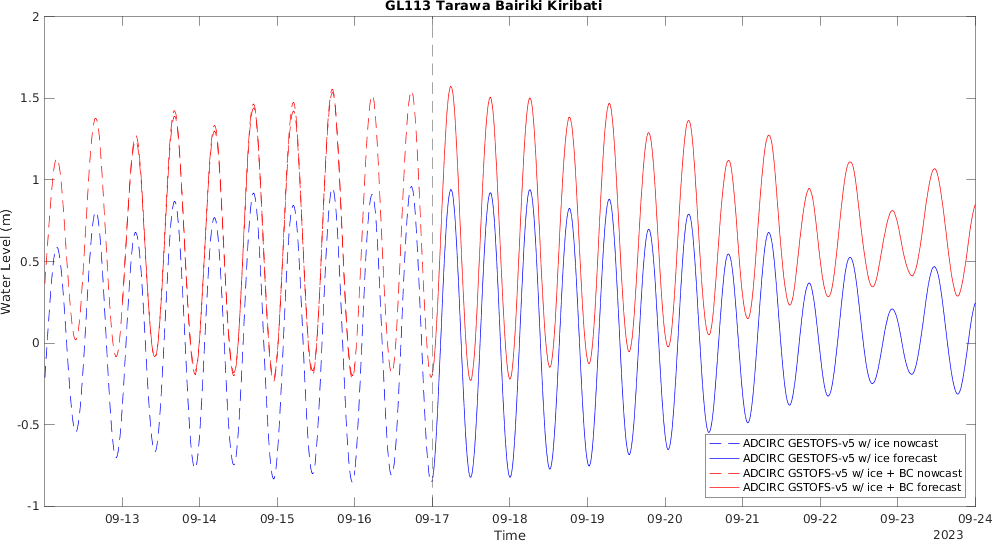 GL113 Tarawa Bairiki Kiribati
2
1.5
1
0.5
0
-0.5
-1
Water Level (m)
ADCIRC GESTOFS-v5 w/ ice nowcast
ADCIRC GESTOFS-v5 w/ ice forecast
ADCIRC GSTOFS-v5 w/ ice + BC nowcast
ADCIRC GSTOFS-v5 w/ ice + BC forecast
09-13 09-14 09-15 09-16 09-17 09-18 09-19 09-20 09-21 09-22 09-23 09-24
Time
2023